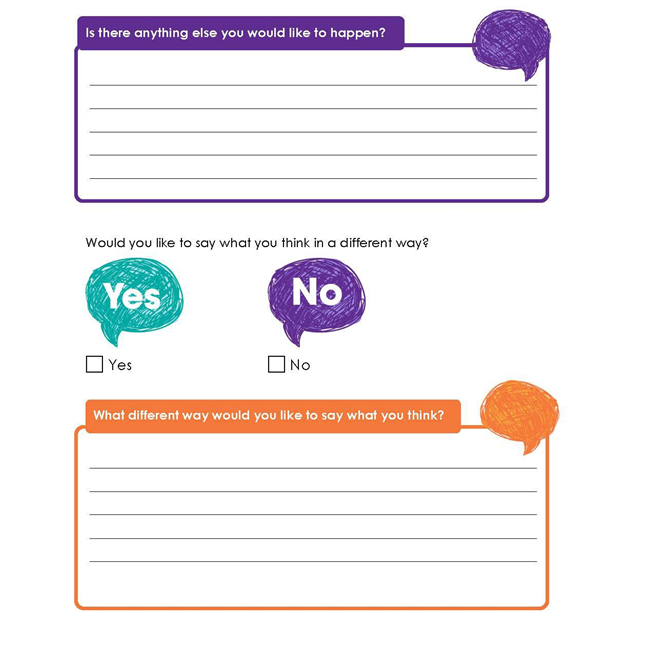 Is there anything else you would like to happen?
Would you like to say what you think in a different way?
Yes
No
Yes
No
What different way would you like to say what you think?